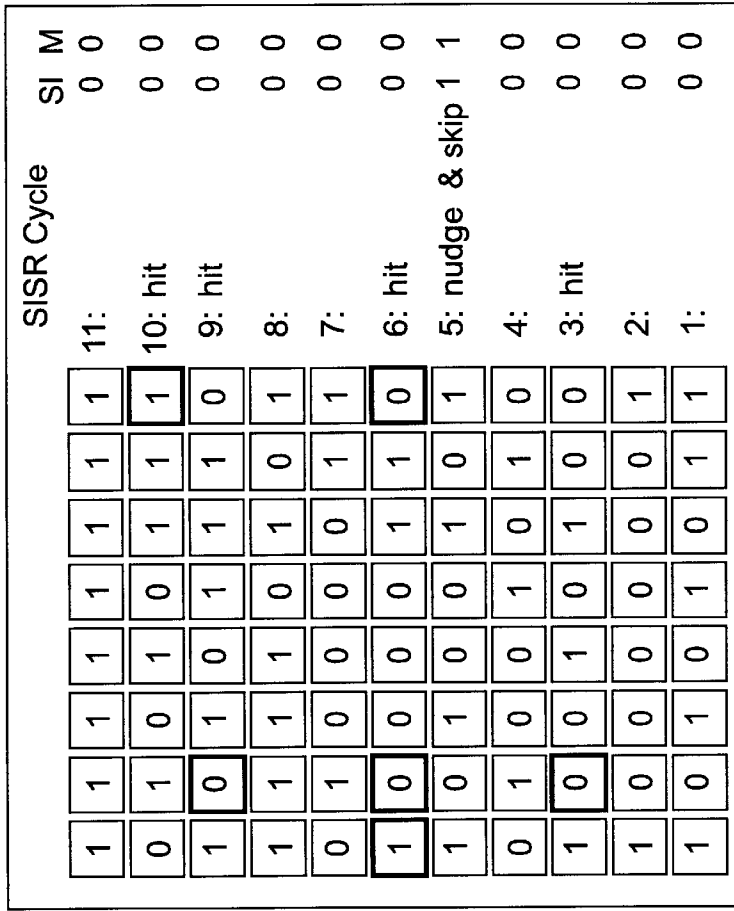 SISR Cycle SI M
1 1 1 1 1 1 1 1 11: 0 0
0 1 0 1 0 1 1 1 10: hit 0 0
1 0 1 0 1 1 1 0 9: hit 0 0
1 1 1 1 0 1 0 1 8: 0 0
0 1 0 0 0 0 1 1 7: 0 0
1 0 0 0 0 1 1 0 6: hit 0 0
1 0 1 0 0 1 0 1 5: nudge & skip 1 1
0 1 0 0 1 0 1 0 4: 0 0
1 0 0 1 0 1 0 0 3: hit 0 0
1 0 0 0 0 0 0 1 2: 0 0
1 0 1 0 1 0 1 1 1: 0 0